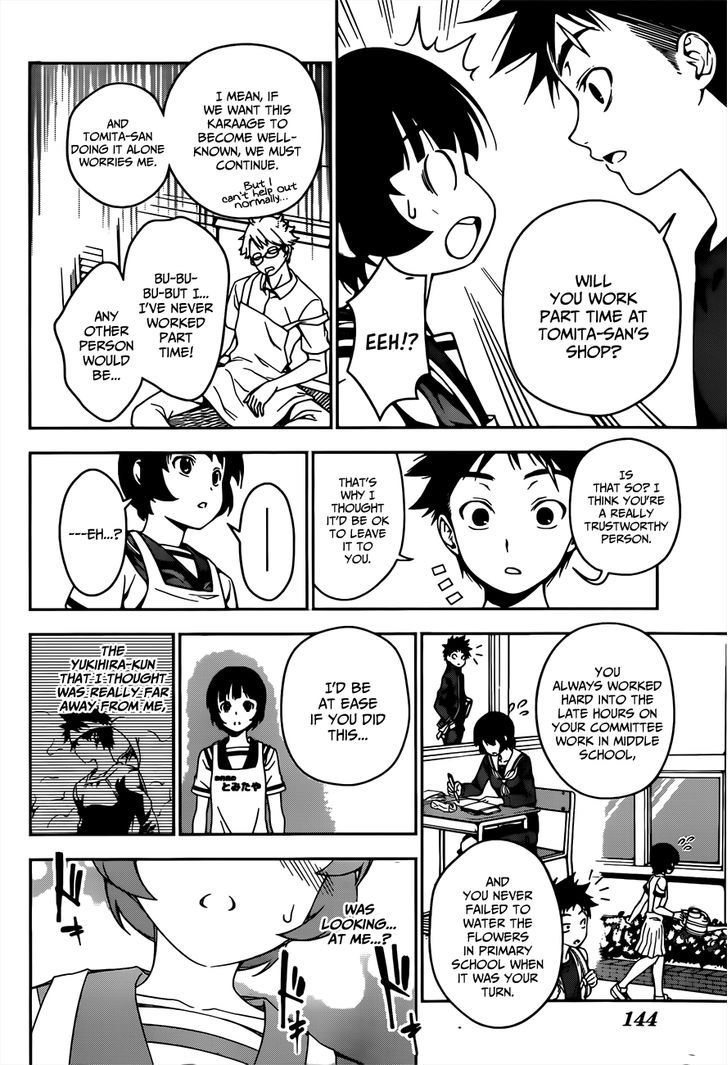 WILL
YOU WORK
PART TIME AT
TOMITA-SAN'S
SHOP?
EEH!?
I MEAN, IF
WE WANT THIS
KARAAGE TO
BECOME WELL-
KNOWN, WE MUST
CONTINUE.
But I
can't help out
normally...
AND
TOMITA-SAN
DOING IT ALONE
WORRIES ME.
BU-BU-
BU-BUT I...
I'VE NEVER
WORKED
PART
TIME!
ANY
OTHER
PERSON
WOULD
BE...
IS
THAT SO? I
THINK YOU'RE
A REALLY
TRUSTWORTHY
PERSON.
THAT'S
WHY I
THOUGHT
IT'D BE OK
TO LEAVE
IT TO
YOU.
---EH...?
YOU
ALWAYS WORKED
HARD INTO THE
LATE HOURS ON
YOUR COMMITTEE
WORK IN MIDDLE
SCHOOL,
AND
YOU NEVER
FAILED TO
WATER THE
FLOWERS
IN PRIMARY
SCHOOL WHEN
IT WAS YOUR
TURN.
I'D BE
AT EASE
IF YOU DID
THIS...
とみたや
THE
YUKIHIRA-KUN
THAT I THOUGHT
WAS REALLY FAR
AWAY FROM ME,
WAS
LOOKING...
AT ME...?
ドキ
ドキ
144